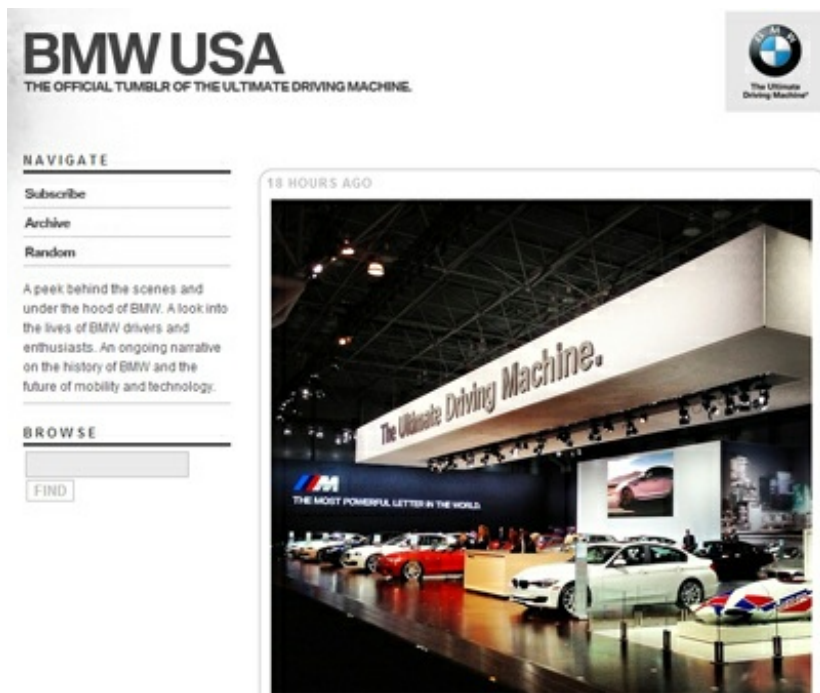 BMW USA
THE OFFICIAL TUMBLR OF THE ULTIMATE DRIVING MACHINE.
BMW
The Ultimate
Driving Machine®
NAVIGATE
Subscribe
Archive
Random
A peek behind the scenes and
under the hood of BMW. A look into
the lives of BMW drivers and
enthusiasts. An ongoing narrative
on the history of BMW and the
future of mobility and technology.
BROWSE
FIND
18 HOURS AGO
The Ultimate Driving Machine.
M
THE MOST POWERFUL LETTER IN THE WORLD.